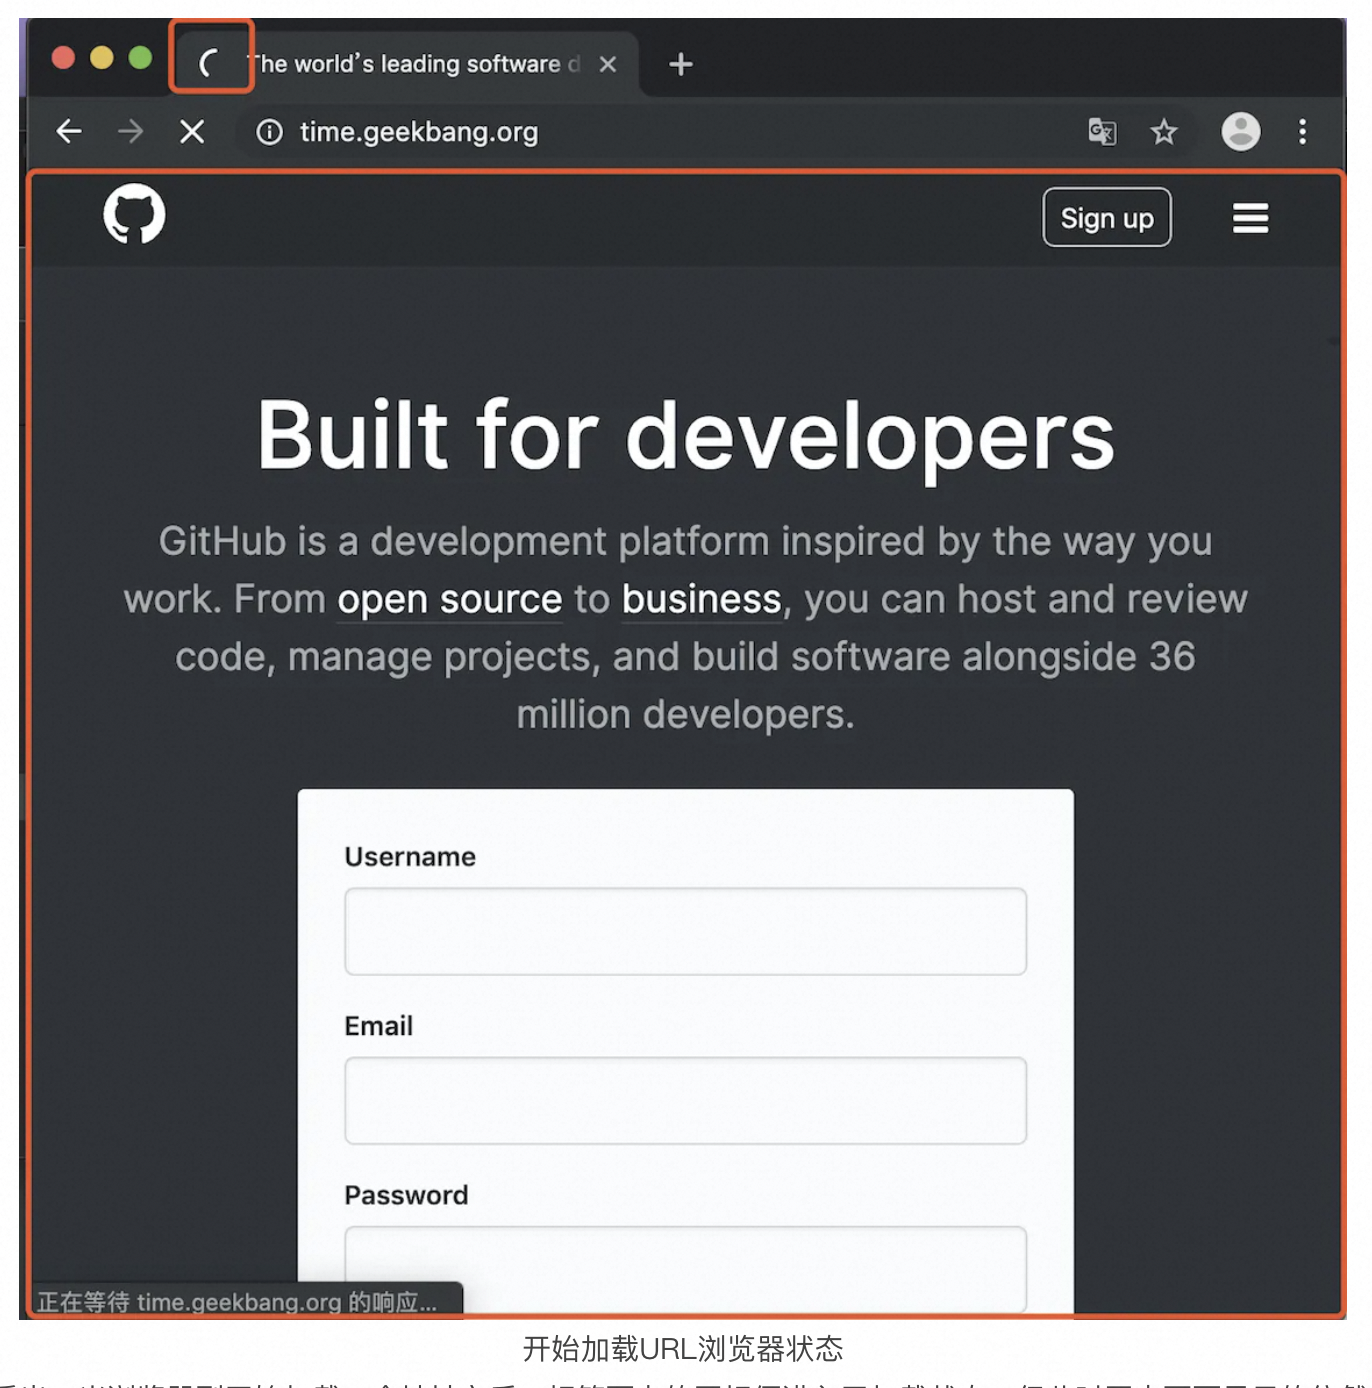 The world's leading software d
time.geekbang.org
Sign up
Built for developers
GitHub is a development platform inspired by the way you
work. From open source to business, you can host and review
code, manage projects, and build software alongside 36
million developers.
Username
Email
Password
正在等待 time.geekbang.org 的响应...
开始加载URL浏览器状态